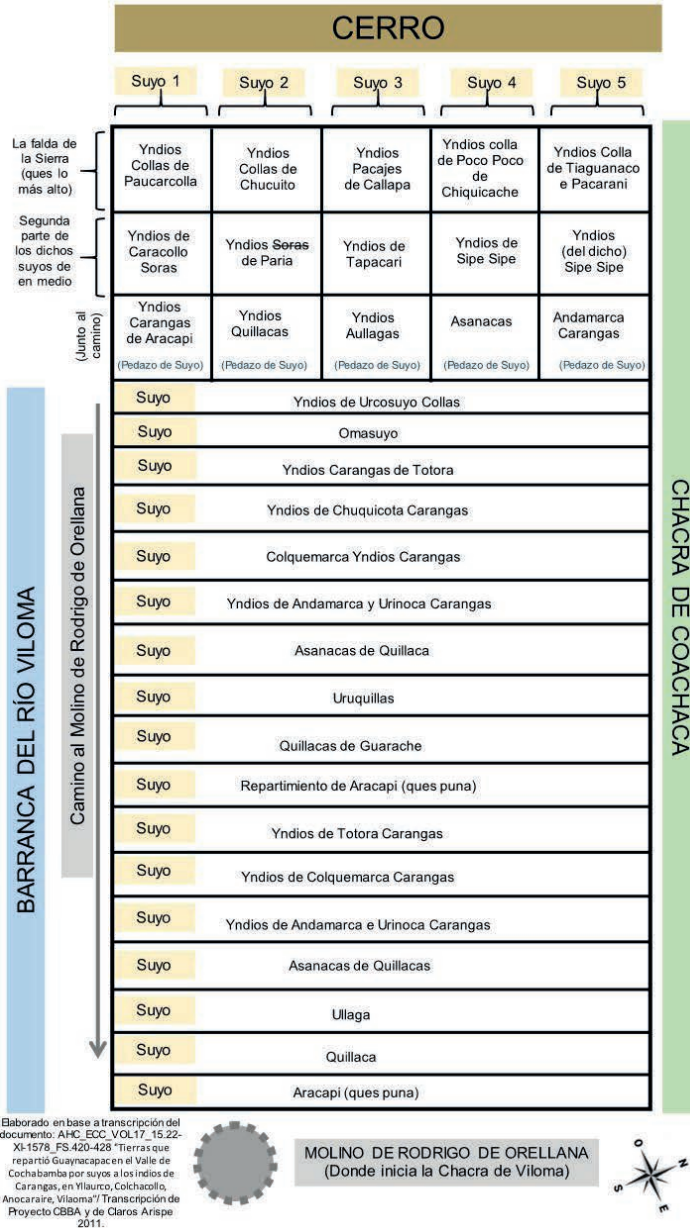 CERRO
Suyo 1
Suyo 2
Suyo 3
Suyo 4
Suyo 5
La falda de
la Sierra
(ques lo
más alto)
Yndios
Collas de
Paucarcolla
Yndios
Collas de
Chucuito
Yndios
Pacajes
de Callapa
Yndios colla
de Poco Poco
de
Chiquicache
Yndios Colla
de Tiaguanaco
e Pacarani
Segunda
parte de
los dichos
suyos de
en medio
Yndios de
Caracollo
Soras
Yndios Soras
de Paria
Yndios de
Tapacari
Yndios de
Sipe Sipe
Yndios
(del dicho)
Sipe Sipe
(Junto al
camino)
Yndios
Carangas
de Aracapi
(Pedazo de Suyo)
Yndios
Quillacas
(Pedazo de Suyo)
Yndios
Aullagas
(Pedazo de Suyo)
Asanacas
(Pedazo de Suyo)
Andamarca
Carangas
(Pedazo de Suyo)
Suyo Yndios de Urcosuyo Collas
Suyo Omasuyo
Suyo Yndios Carangas de Totora
Suyo Yndios de Chuquicota Carangas
Suyo Colquemarca Yndios Carangas
Suyo Yndios de Andamarca y Urinoca Carangas
Suyo Asanacas de Quillaca
Suyo Uruquillas
Suyo Quillacas de Guarache
Suyo Repartimiento de Aracapi (ques puna)
Suyo Yndios de Totora Carangas
Suyo Yndios de Colquemarca Carangas
Suyo Yndios de Andamarca e Urinoca Carangas
Suyo Asanacas de Quillacas
Suyo Ullaga
Suyo Quillaca
Suyo Aracapi (ques puna)
BARRANCA DEL RÍO VILOMA
Camino al Molino de Rodrigo de Orellana
CHACRA DE COACHACA
Elaborado en base a transcripción del
documento: AHC_ECC_VOL17_15.22-
XI-1578_FS.420-428 "Tierras que
repartió Guaynacapac en el Valle de
Cochabamba por suyos a los indios de
Carangas, en Yllaurco, Colchacollo,
Anocaraire, Vilaoma"/ Transcripción de
Proyecto CBBA y de Claros Arispe
2011.
MOLINO DE RODRIGO DE ORELLANA
(Donde inicia la Chacra de Viloma)
O
N
S
E